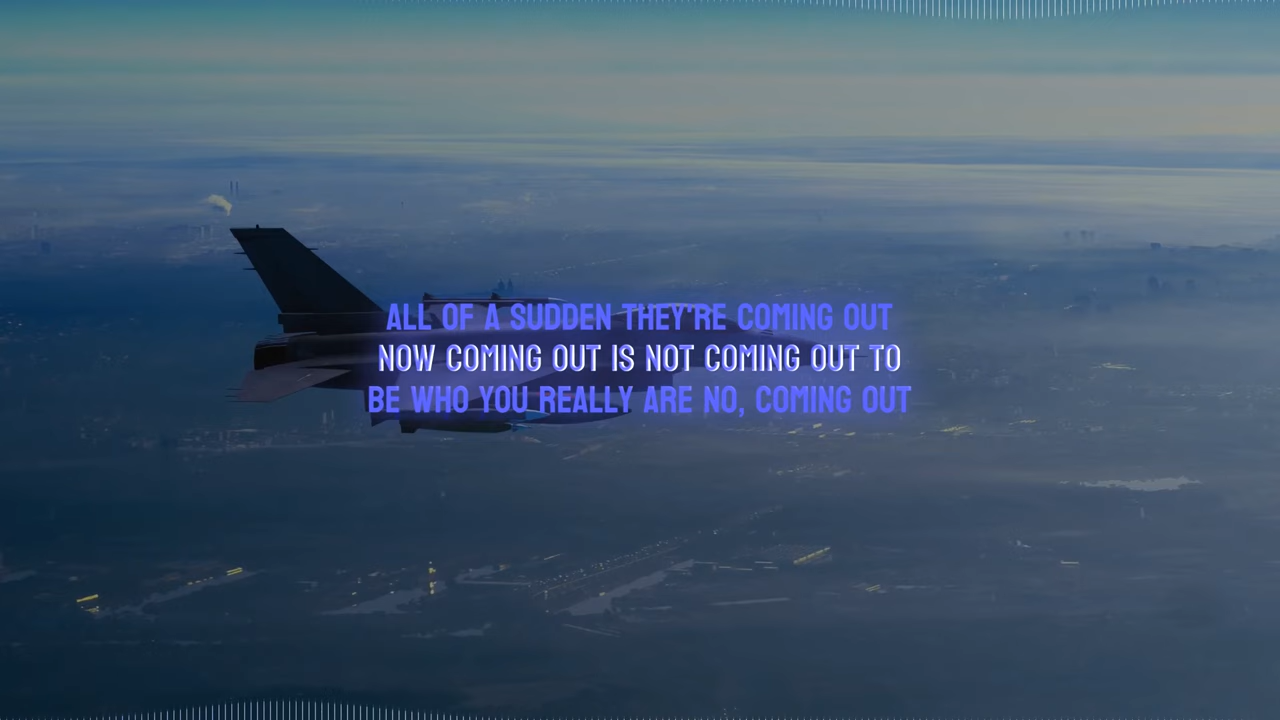 ALL OF A SUDDEN THEY'RE COMING OUT
NOW COMING OUT IS NOT COMING OUT TO
BE WHO YOU REALLY ARE NO, COMING OUT